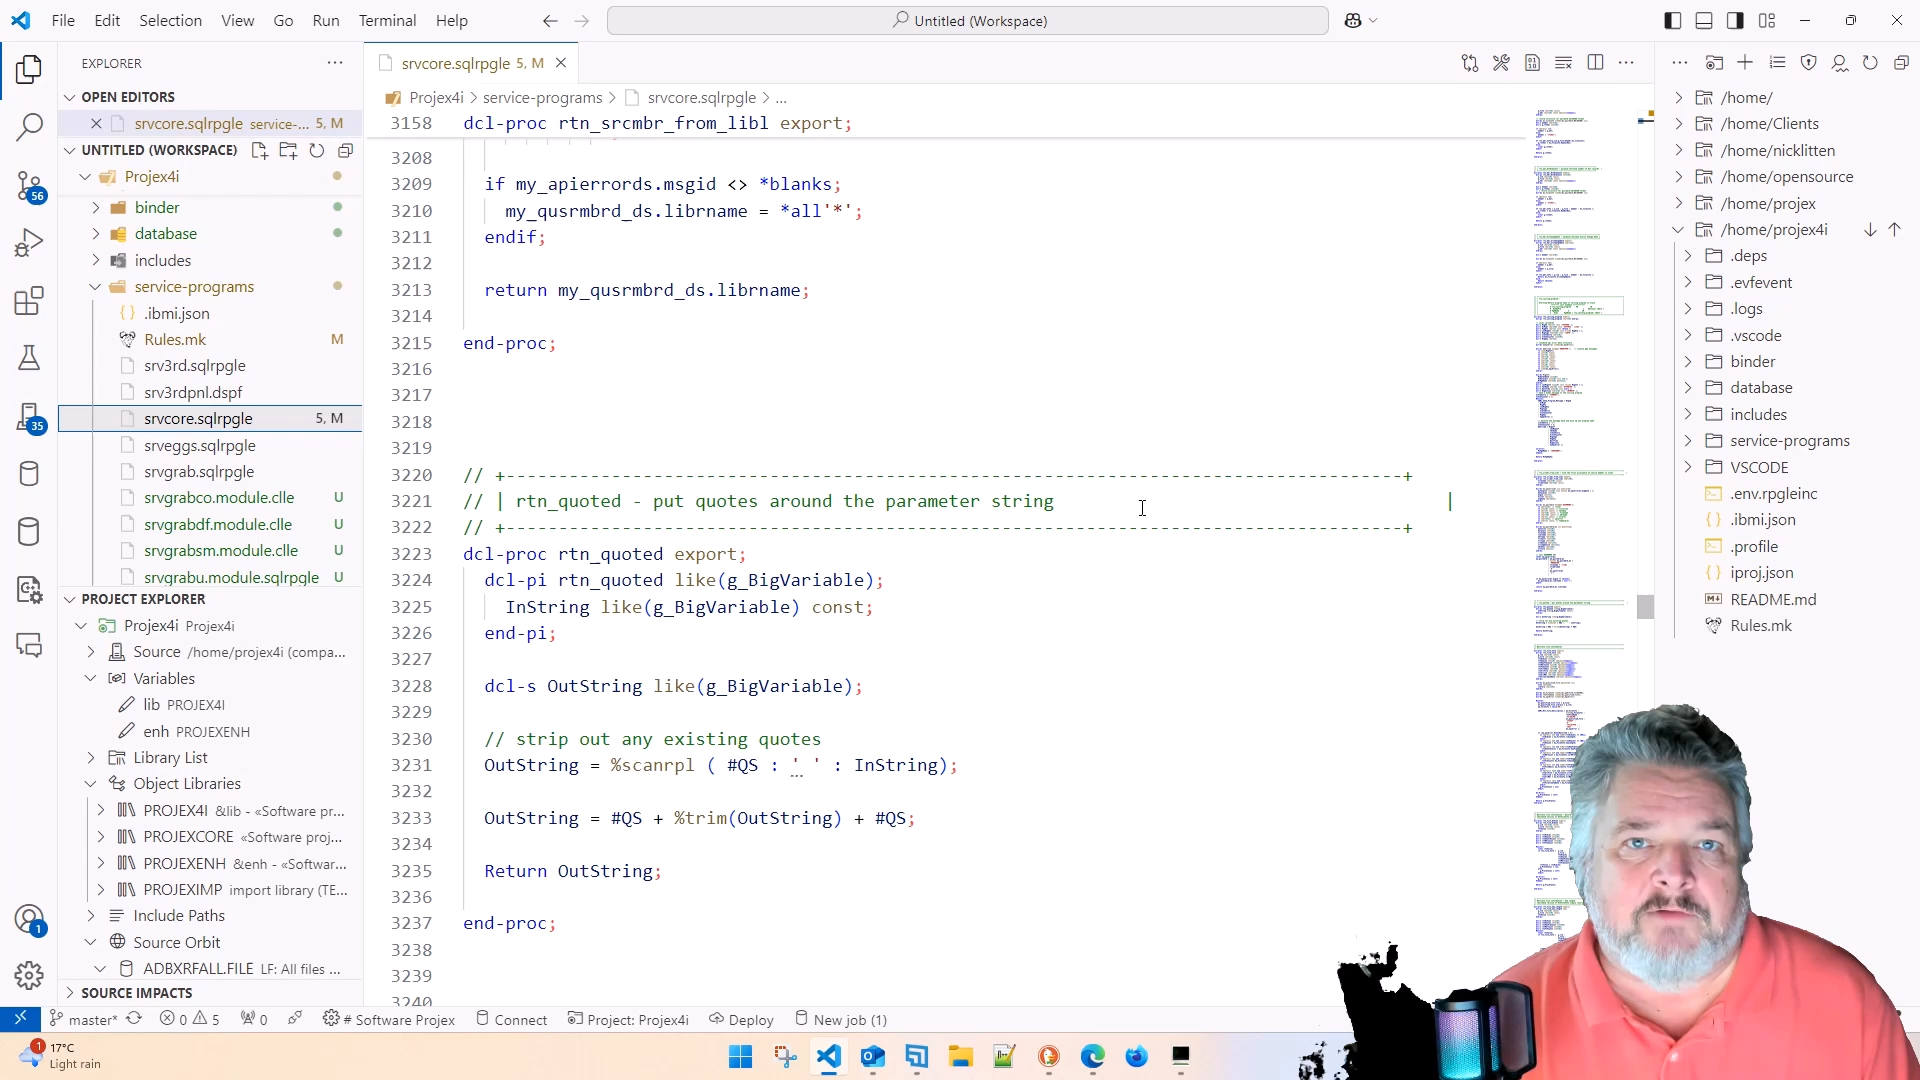 File Edit Selection View Go Run Terminal Help
Untitled (Workspace)
EXPLORER
OPEN EDITORS
srvcore.sqlrpgle service-... 5, M
UNTITLED (WORKSPACE)
Projex4i
binder
database
includes
service-programs
.ibmi.json
Rules.mk M
srv3rd.sqlrpgle
srv3rdpnl.dspf
srvcore.sqlrpgle 5, M
srveggs.sqlrpgle
srvgrab.sqlrpgle
srvgrabco.module.clle U
srvgrabdf.module.clle U
srvgrabsm.module.clle U
srvgrabu.module.sqlrpgle U
PROJECT EXPLORER
Projex4i Projex4i
Source /home/projex4i (compa...
Variables
lib PROJEX4I
enh PROJEXENH
Library List
Object Libraries
PROJEX4I &lib - «Software pr...
PROJEXCORE «Software proj...
PROJEXENH &enh - «Softwar...
PROJEXIMP import library (TE...
Include Paths
Source Orbit
ADBXRFALL.FILE LF: All files ...
SOURCE IMPACTS
56
35
1
srvcore.sqlrpgle 5, M
Projex4i > service-programs > srvcore.sqlrpgle > ...
3158 dcl-proc rtn_srcmbr_from_libl export;
3208
3209 if my_apierrords.msgid <> *blanks;
3210 my_qusrmbrd_ds.librname = *all'*';
3211 endif;
3212
3213 return my_qusrmbrd_ds.librname;
3214
3215 end-proc;
3216
3217
3218
3219
3220 // +-------------------------------------------------------------------------------------+
3221 // | rtn_quoted - put quotes around the parameter string |
3222 // +-------------------------------------------------------------------------------------+
3223 dcl-proc rtn_quoted export;
3224 dcl-pi rtn_quoted like(g_BigVariable);
3225 InString like(g_BigVariable) const;
3226 end-pi;
3227
3228 dcl-s OutString like(g_BigVariable);
3229
3230 // strip out any existing quotes
3231 OutString = %scanrpl ( #QS : ' ' : InString);
3232
3233 OutString = #QS + %trim(OutString) + #QS;
3234
3235 Return OutString;
3236
3237 end-proc;
3238
3239
3240
/home/
/home/Clients
/home/nicklitten
/home/opensource
/home/projex
/home/projex4i
.deps
.evfevent
.logs
.vscode
binder
database
includes
service-programs
VSCODE
.env.rpgleinc
.ibmi.json
.profile
iproj.json
README.md
Rules.mk
master* 0 5 0 # Software Projex Connect Project: Projex4i Deploy New job (1)
1
17°C
Light rain